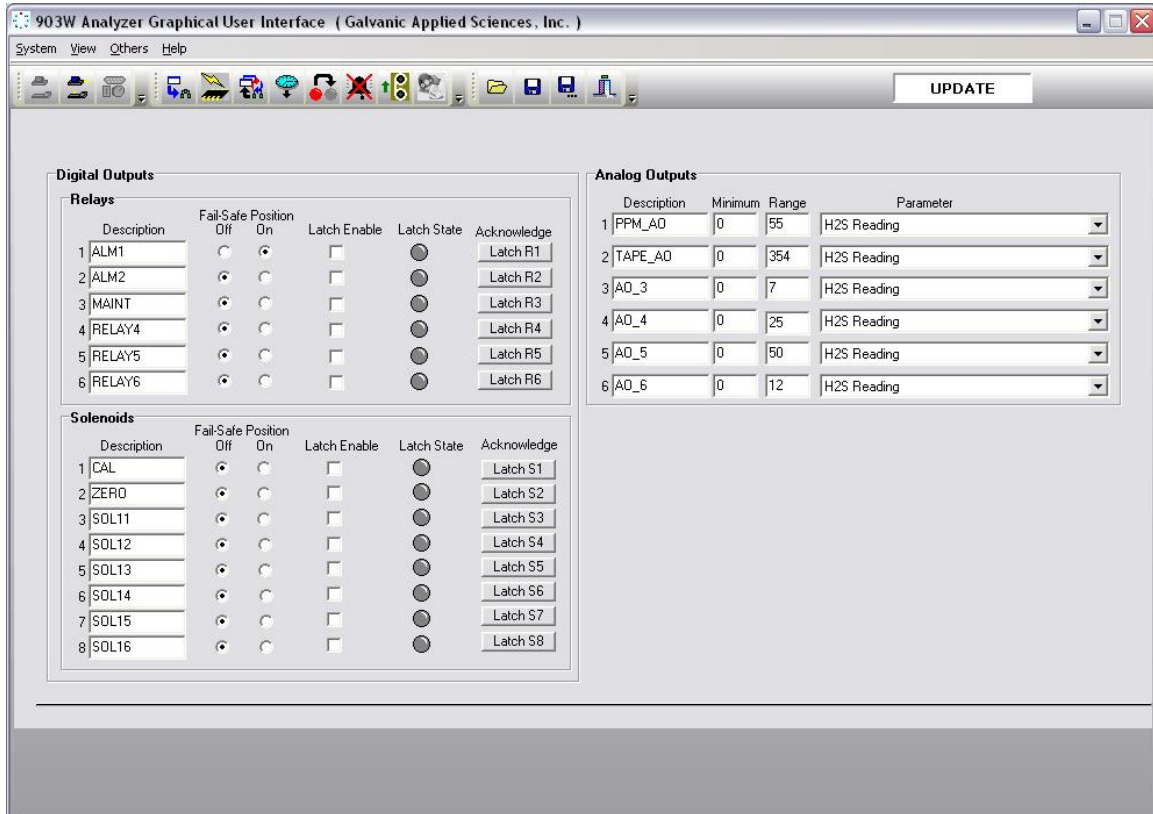 903W Analyzer Graphical User Interface ( Galvanic Applied Sciences, Inc. )
System View Others Help
UPDATE
Digital Outputs
Relays
Fail-Safe Position
Description Off On Latch Enable Latch State Acknowledge
1 ALM1 Latch R1
2 ALM2 Latch R2
3 MAINT Latch R3
4 RELAY4 Latch R4
5 RELAY5 Latch R5
6 RELAY6 Latch R6
Solenoids
Fail-Safe Position
Description Off On Latch Enable Latch State Acknowledge
1 CAL Latch S1
2 ZERO Latch S2
3 SOL11 Latch S3
4 SOL12 Latch S4
5 SOL13 Latch S5
6 SOL14 Latch S6
7 SOL15 Latch S7
8 SOL16 Latch S8
Analog Outputs
Description Minimum Range Parameter
1 PPM_AO 0 55 H2S Reading
2 TAPE_AO 0 354 H2S Reading
3 AO_3 0 7 H2S Reading
4 AO_4 0 25 H2S Reading
5 AO_5 0 50 H2S Reading
6 AO_6 0 12 H2S Reading